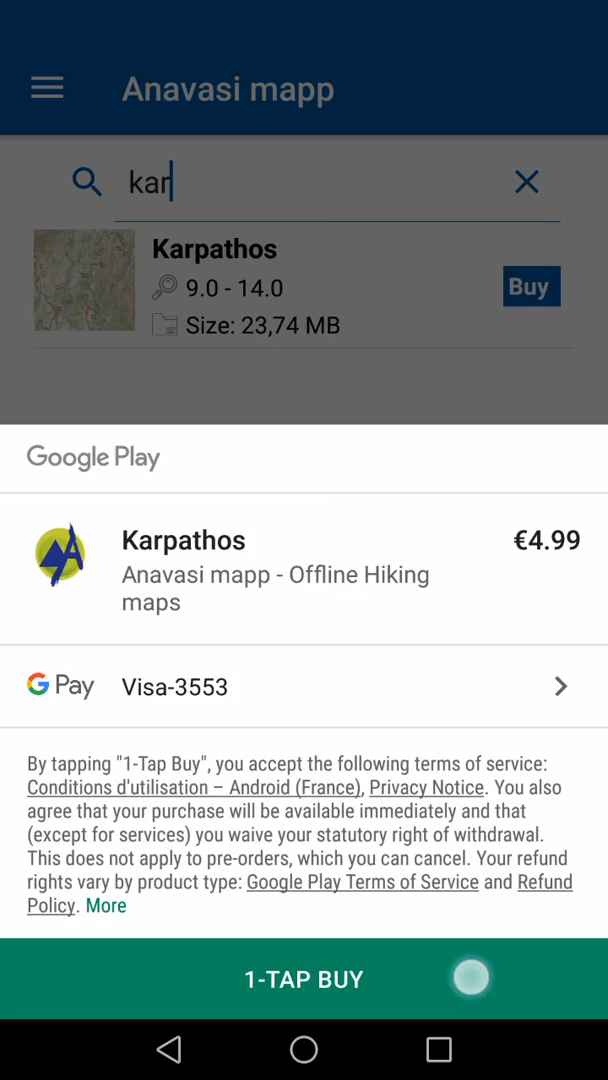 Anavasi mapp
kar
Karpathos
9.0 - 14.0
Buy
Size: 23,74 MB
Google Play
Karpathos
€4.99
Anavasi mapp - Offline Hiking
maps
G Pay
Visa-3553
By tapping "1-Tap Buy", you accept the following terms of service:
Conditions d'utilisation – Android (France), Privacy Notice. You also
agree that your purchase will be available immediately and that
(except for services) you waive your statutory right of withdrawal.
This does not apply to pre-orders, which you can cancel. Your refund
rights vary by product type: Google Play Terms of Service and Refund
Policy. More
1-TAP BUY